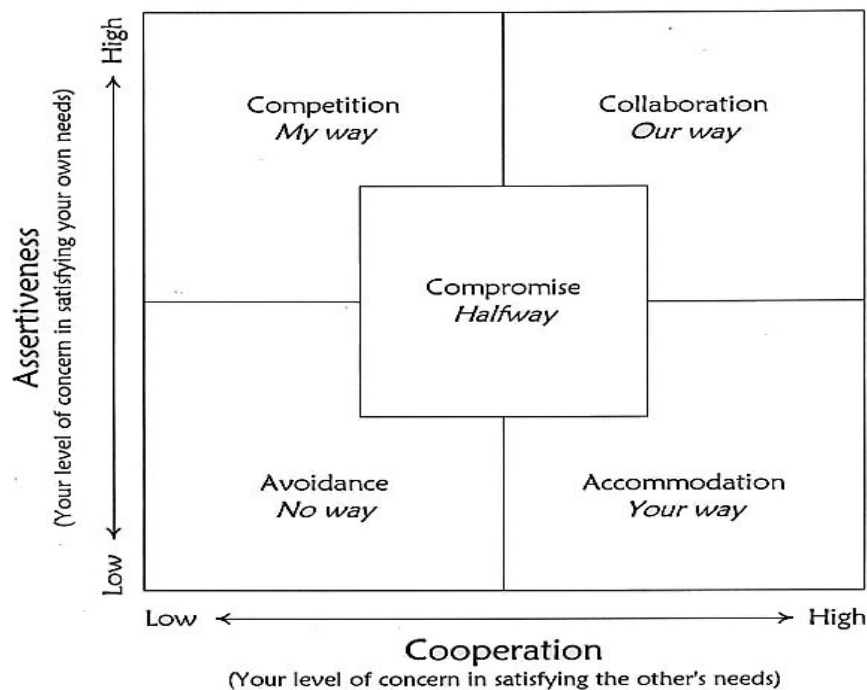 High
Competition
My way
Collaboration
Our way
Assertiveness
(Your level of concern in satisfying your own needs)
Compromise
Halfway
Avoidance
No way
Accommodation
Your way
Low
Low
High
Cooperation
(Your level of concern in satisfying the other's needs)